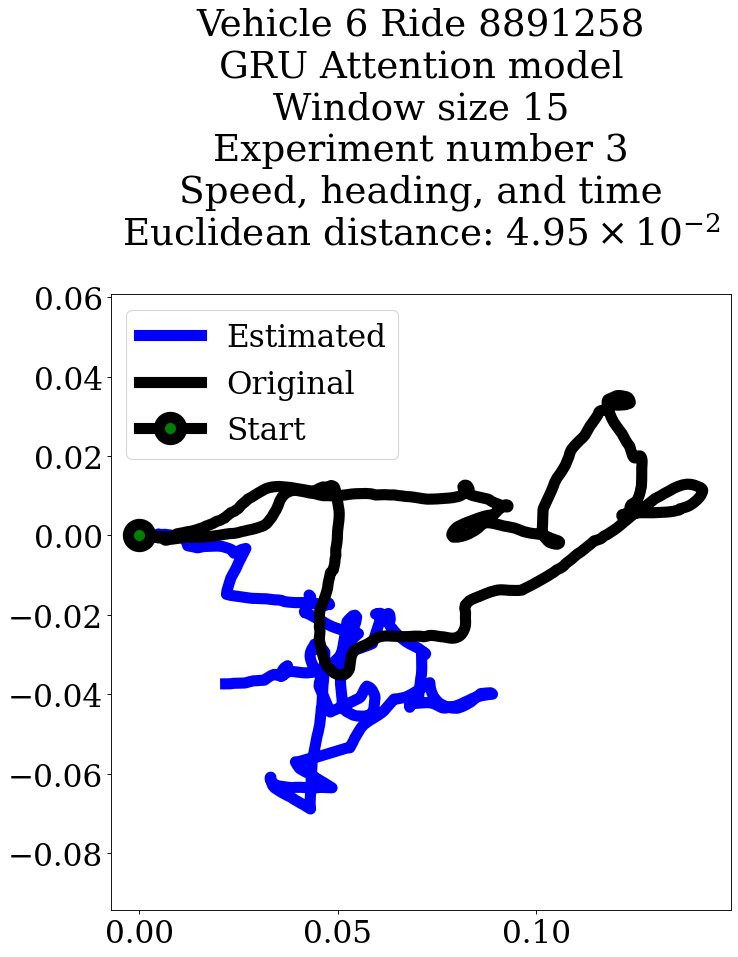 Vehicle 6 Ride 8891258
GRU Attention model
Window size 15
Experiment number 3
Speed, heading, and time
Euclidean distance: 4.95 × 10⁻²
0.06
0.04
0.02
0.00
−0.02
−0.04
−0.06
−0.08
Estimated
Original
Start
0.00 0.05 0.10